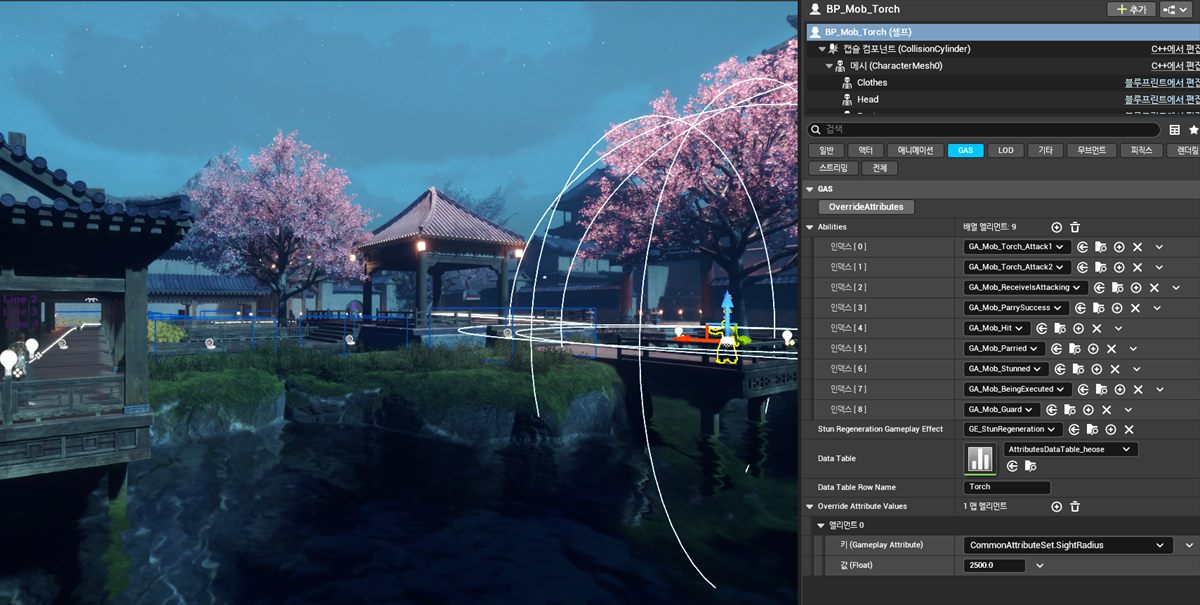 BP_Mob_Torch
추가
BP_Mob_Torch (셀프)
캡슐 컴포넌트 (CollisionCylinder)
C++에서 편집
메시 (CharacterMesh0)
C++에서 편집
Clothes
블루프린트에서 편집
Head
블루프린트에서 편집
검색
일반 액터 애니메이션 GAS LOD 기타 무브먼트 피직스 렌더링
스트리밍 전체
GAS
OverrideAttributes
Abilities
배열 엘리먼트: 9
인덱스 [ 0 ]
GA_Mob_Torch_Attack1
인덱스 [ 1 ]
GA_Mob_Torch_Attack2
인덱스 [ 2 ]
GA_Mob_ReceiveIsAttacking
인덱스 [ 3 ]
GA_Mob_ParrySuccess
인덱스 [ 4 ]
GA_Mob_Hit
인덱스 [ 5 ]
GA_Mob_Parried
인덱스 [ 6 ]
GA_Mob_Stunned
인덱스 [ 7 ]
GA_Mob_BeingExecuted
인덱스 [ 8 ]
GA_Mob_Guard
Stun Regeneration Gameplay Effect
GE_StunRegeneration
Data Table
AttributesDataTable_heose
Data Table Row Name
Torch
Override Attribute Values
1 맵 엘리먼트
엘리먼트 0
키 (Gameplay Attribute)
CommonAttributeSet.SightRadius
값 (Float)
2500.0
Line 2
Line 3
Line 4